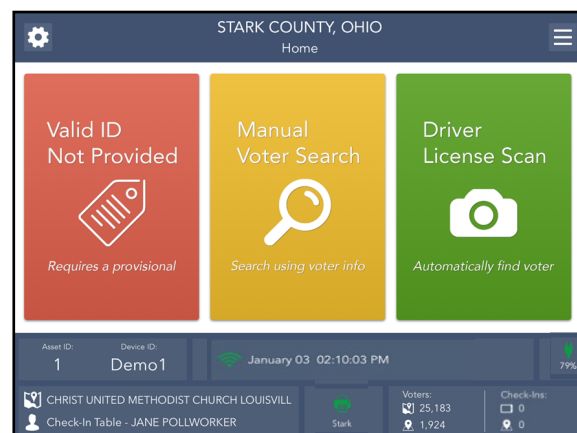 STARK COUNTY, OHIO
Home
Valid ID
Not Provided
Requires a provisional
Manual
Voter Search
Search using voter info
Driver
License Scan
Automatically find voter
Asset ID:
1
Device ID:
Demo1
January 03 02:10:03 PM
79%
CHRIST UNITED METHODIST CHURCH LOUISVILL
Check-In Table - JANE POLLWORKER
Stark
Voters:
25,183
1,924
Check-Ins:
0
0